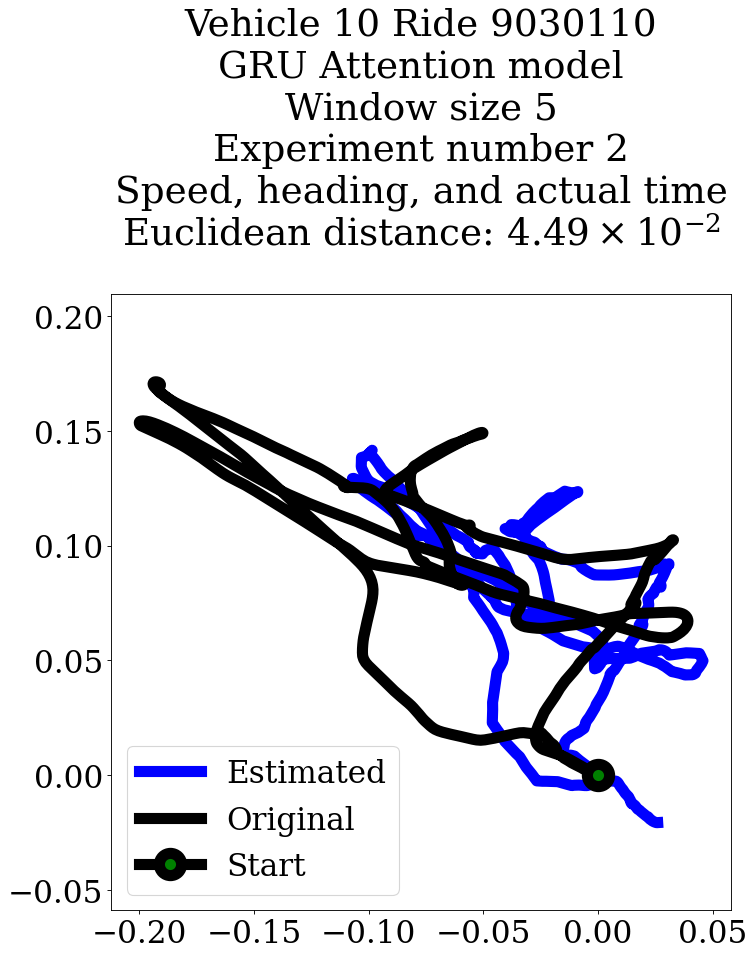 Vehicle 10 Ride 9030110
GRU Attention model
Window size 5
Experiment number 2
Speed, heading, and actual time
Euclidean distance: 4.49 × 10⁻²
0.20
0.15
0.10
0.05
0.00
−0.05
Estimated
Original
Start
−0.20 −0.15 −0.10 −0.05 0.00 0.05